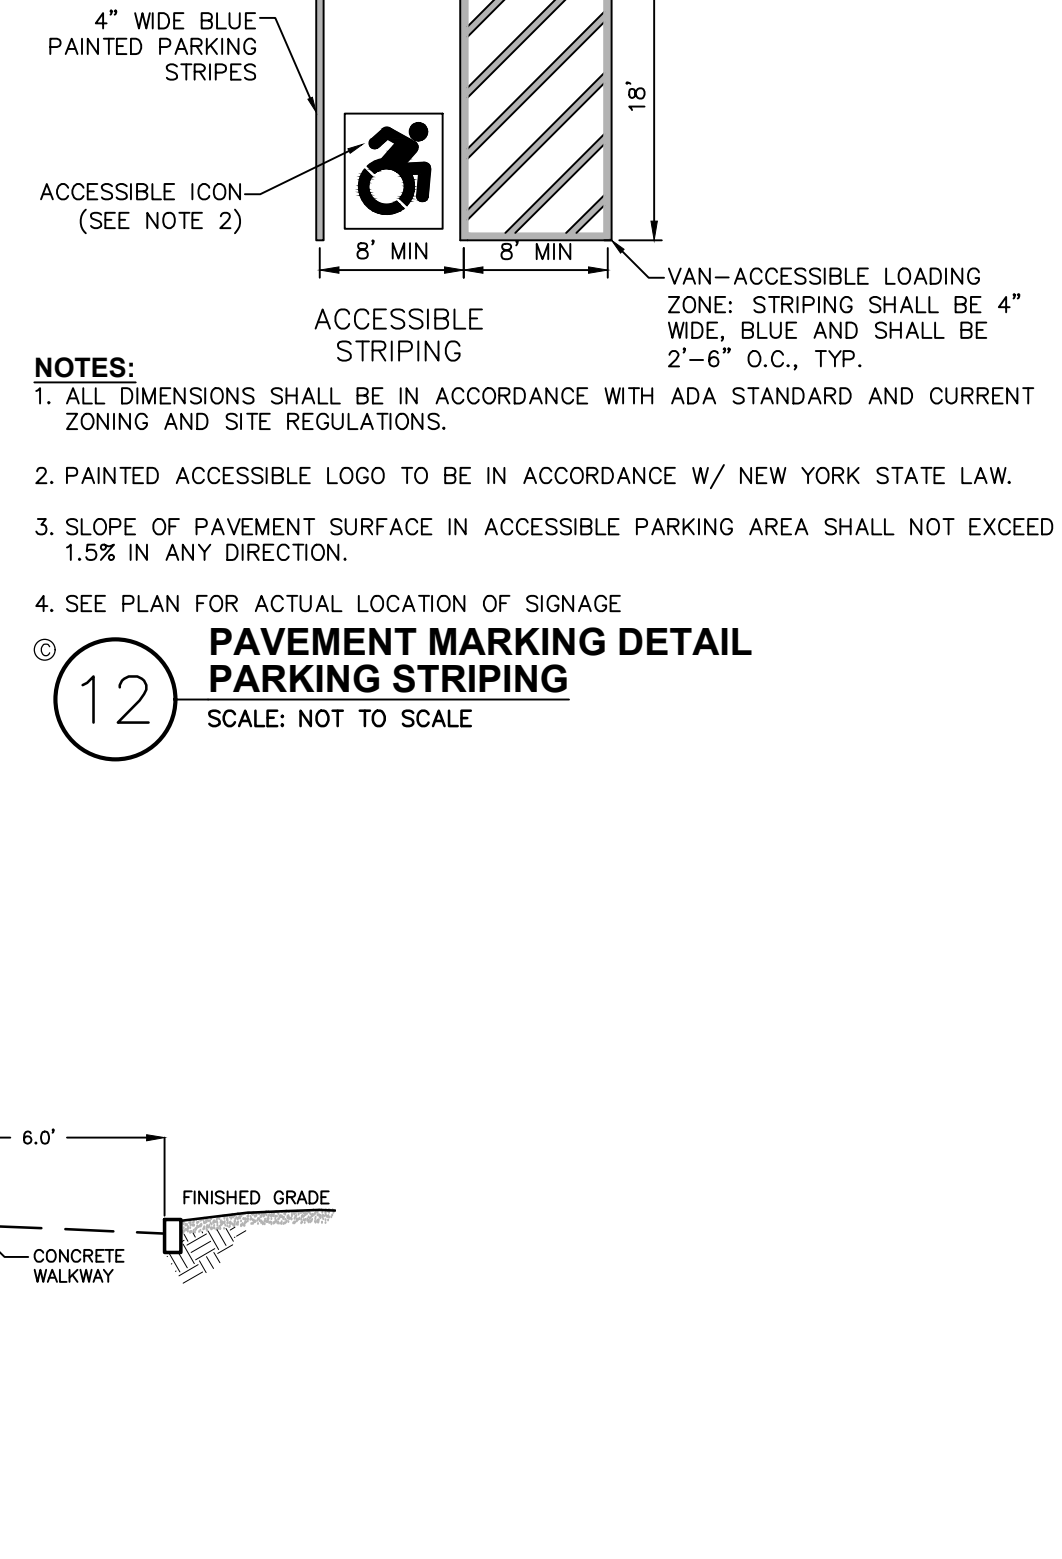 4" WIDE BLUE
PAINTED PARKING
STRIPES
18'
ACCESSIBLE ICON
(SEE NOTE 2)
8' MIN
8' MIN
VAN-ACCESSIBLE LOADING
ZONE: STRIPING SHALL BE 4"
WIDE, BLUE AND SHALL BE
2'-6" O.C., TYP.
ACCESSIBLE
STRIPING
NOTES:
1. ALL DIMENSIONS SHALL BE IN ACCORDANCE WITH ADA STANDARD AND CURRENT
ZONING AND SITE REGULATIONS.
2. PAINTED ACCESSIBLE LOGO TO BE IN ACCORDANCE W/ NEW YORK STATE LAW.
3. SLOPE OF PAVEMENT SURFACE IN ACCESSIBLE PARKING AREA SHALL NOT EXCEED
1.5% IN ANY DIRECTION.
4. SEE PLAN FOR ACTUAL LOCATION OF SIGNAGE
©
12
PAVEMENT MARKING DETAIL
PARKING STRIPING
SCALE: NOT TO SCALE
6.0'
FINISHED GRADE
CONCRETE
WALKWAY